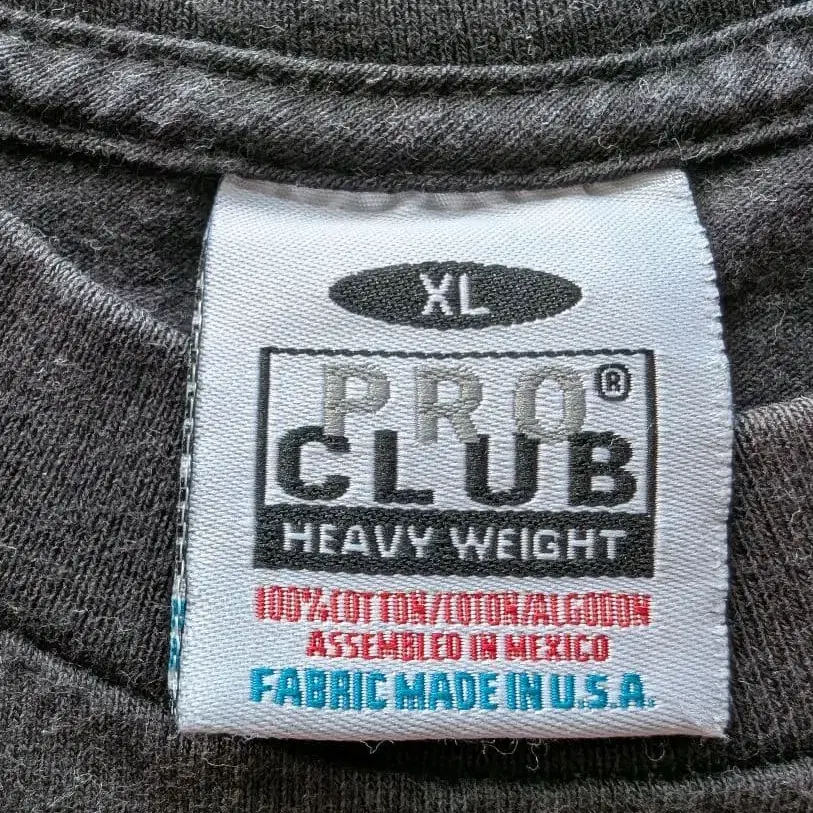 XL
PRO®
CLUB
HEAVY WEIGHT
100% COTTON/COTON/ALGODON
ASSEMBLED IN MEXICO
FABRIC MADE IN U.S.A.